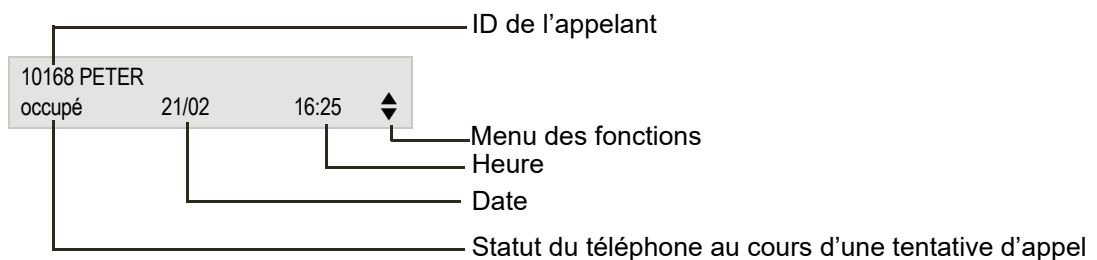 ID de l’appelant
10168 PETER
occupé 21/02 16:25
Menu des fonctions
Heure
Date
Statut du téléphone au cours d’une tentative d’appel